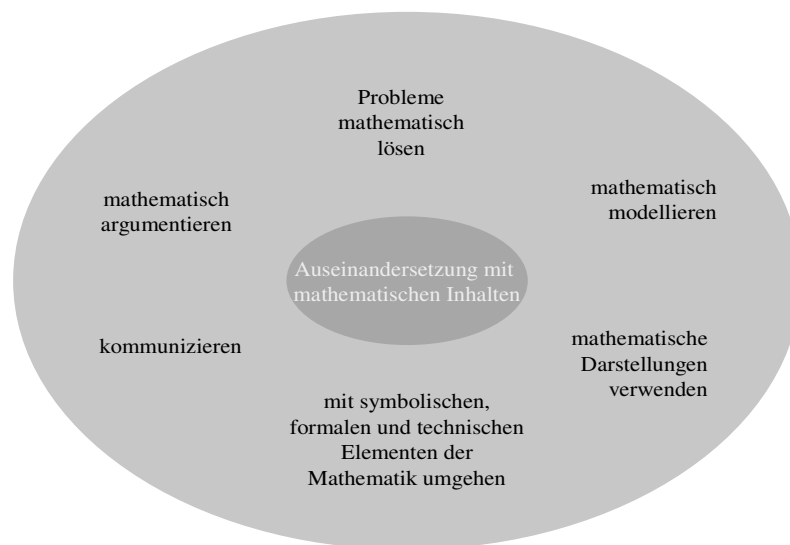 Probleme
mathematisch
lösen
mathematisch
argumentieren
mathematisch
modellieren
Auseinandersetzung mit
mathematischen Inhalten
kommunizieren
mathematische
Darstellungen
verwenden
mit symbolischen,
formalen und technischen
Elementen der
Mathematik umgehen